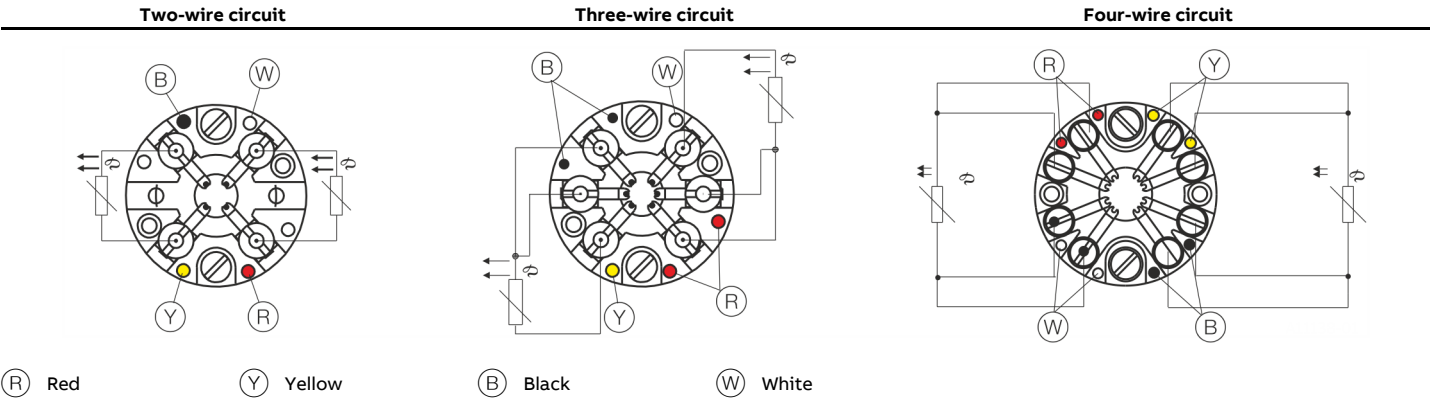 Two-wire circuit Three-wire circuit Four-wire circuit
B W B W R Y
ϑ ϑ ϑ ϑ ϑ ϑ
Y R Y R W B
R Red Y Yellow B Black W White